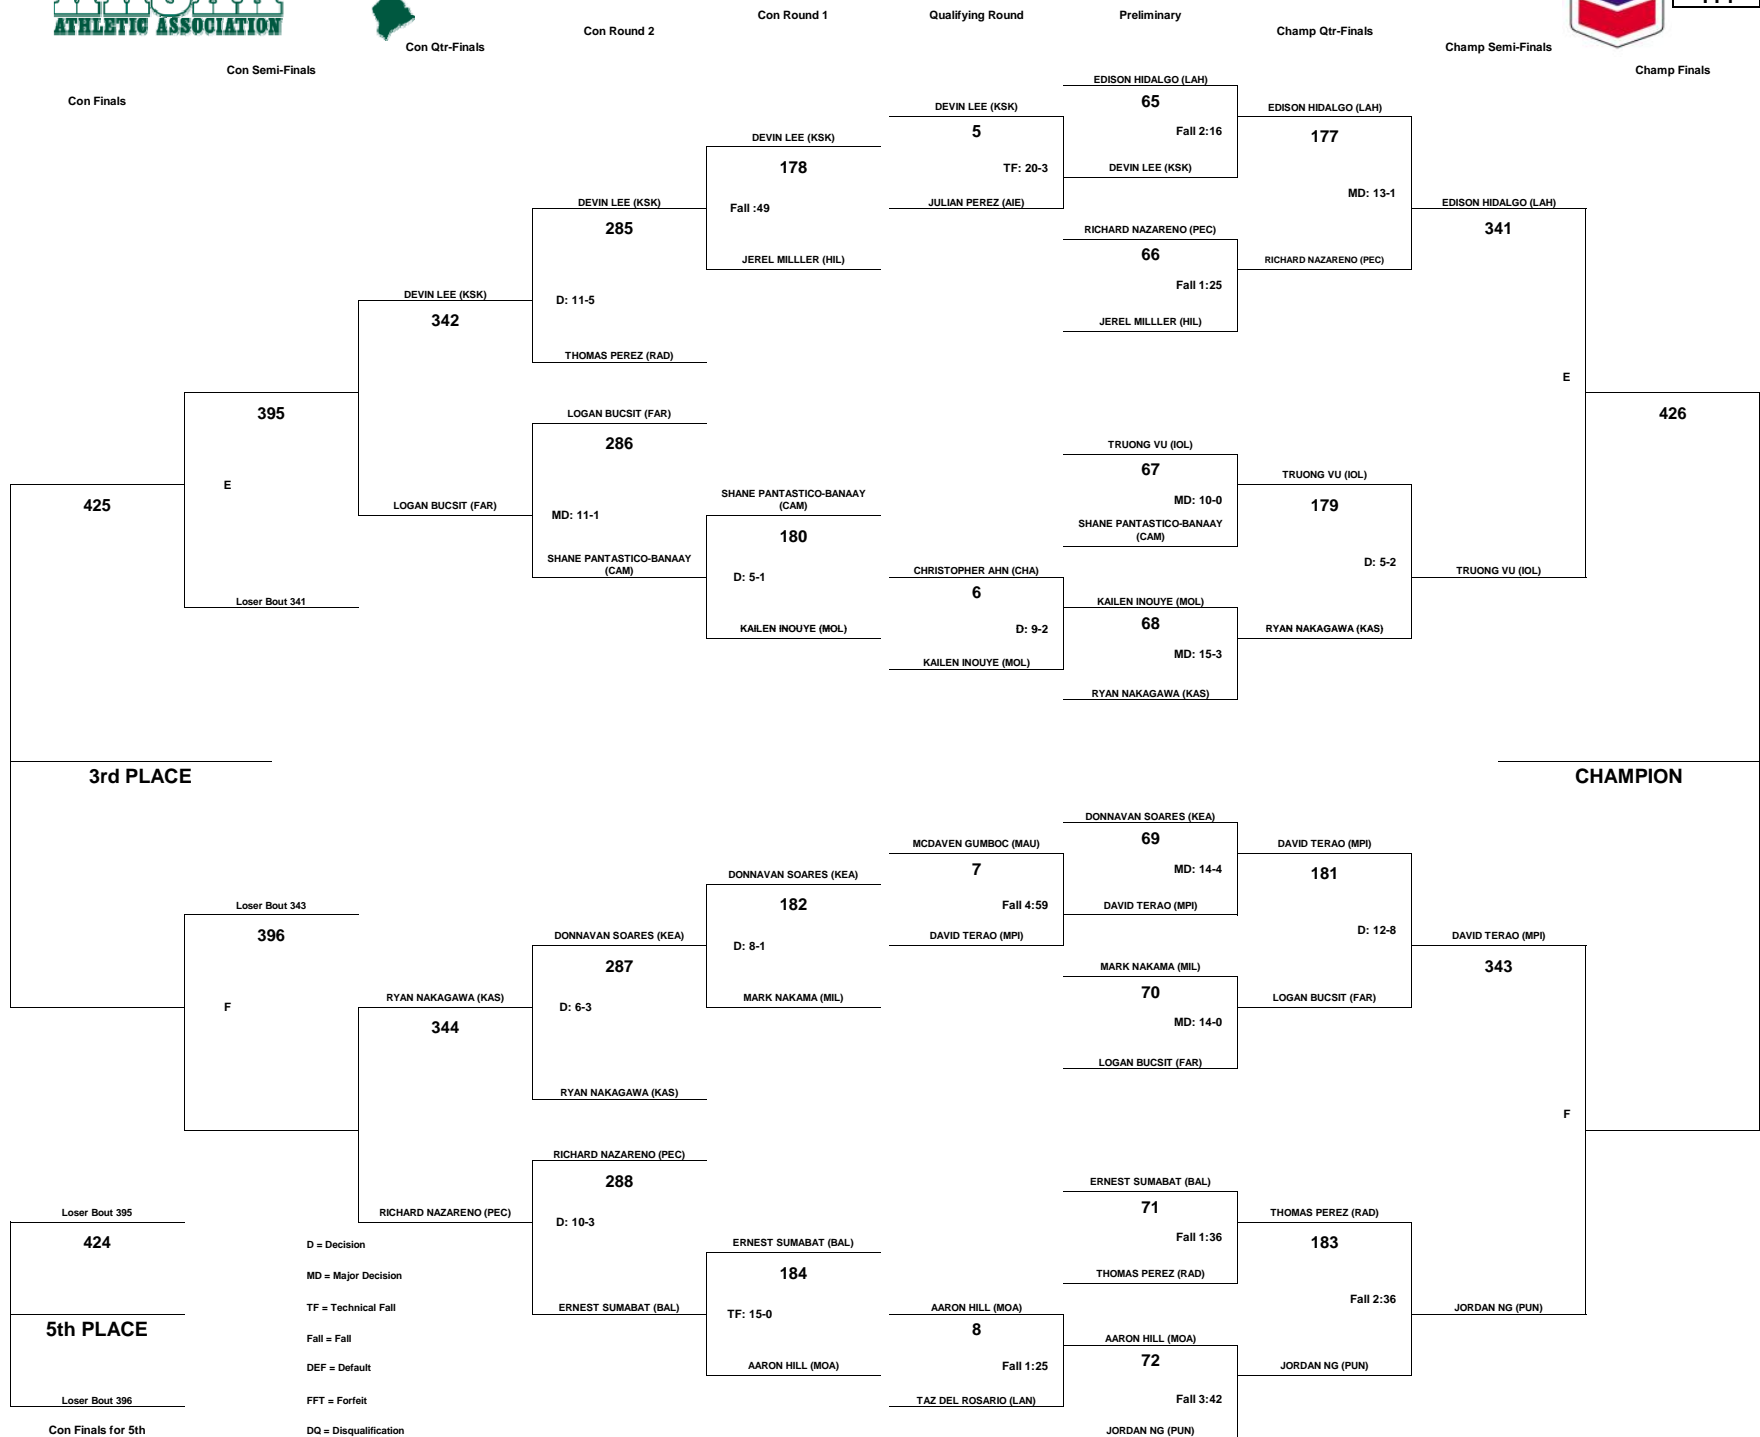 ATHLETIC ASSOCIATION
Con Finals
Con Semi-Finals
Con Qtr-Finals
Con Round 2
Con Round 1
Qualifying Round
Preliminary
Champ Qtr-Finals
Champ Semi-Finals
Champ Finals
EDISON HIDALGO (LAH)
65
Fall 2:16
DEVIN LEE (KSK)
RICHARD NAZARENO (PEC)
66
Fall 1:25
JEREL MILLLER (HIL)
TRUONG VU (IOL)
67
MD: 10-0
SHANE PANTASTICO-BANAAY
(CAM)
KAILEN INOUYE (MOL)
68
MD: 15-3
RYAN NAKAGAWA (KAS)
DONNAVAN SOARES (KEA)
69
MD: 14-4
DAVID TERAO (MPI)
MARK NAKAMA (MIL)
70
MD: 14-0
LOGAN BUCSIT (FAR)
ERNEST SUMABAT (BAL)
71
Fall 1:36
THOMAS PEREZ (RAD)
AARON HILL (MOA)
72
Fall 3:42
JORDAN NG (PUN)
DEVIN LEE (KSK)
5
TF: 20-3
JULIAN PEREZ (AIE)
CHRISTOPHER AHN (CHA)
6
D: 9-2
KAILEN INOUYE (MOL)
MCDAVEN GUMBOC (MAU)
7
Fall 4:59
DAVID TERAO (MPI)
AARON HILL (MOA)
8
Fall 1:25
TAZ DEL ROSARIO (LAN)
EDISON HIDALGO (LAH)
177
MD: 13-1
RICHARD NAZARENO (PEC)
TRUONG VU (IOL)
179
D: 5-2
RYAN NAKAGAWA (KAS)
DAVID TERAO (MPI)
181
D: 12-8
LOGAN BUCSIT (FAR)
THOMAS PEREZ (RAD)
183
Fall 2:36
JORDAN NG (PUN)
EDISON HIDALGO (LAH)
341
E
TRUONG VU (IOL)
DAVID TERAO (MPI)
343
F
JORDAN NG (PUN)
426
CHAMPION
DEVIN LEE (KSK)
178
Fall :49
JEREL MILLLER (HIL)
SHANE PANTASTICO-BANAAY
(CAM)
180
D: 5-1
KAILEN INOUYE (MOL)
DONNAVAN SOARES (KEA)
182
D: 8-1
MARK NAKAMA (MIL)
ERNEST SUMABAT (BAL)
184
TF: 15-0
AARON HILL (MOA)
DEVIN LEE (KSK)
285
D: 11-5
THOMAS PEREZ (RAD)
LOGAN BUCSIT (FAR)
286
MD: 11-1
SHANE PANTASTICO-BANAAY
(CAM)
DONNAVAN SOARES (KEA)
287
D: 6-3
RYAN NAKAGAWA (KAS)
RICHARD NAZARENO (PEC)
288
D: 10-3
ERNEST SUMABAT (BAL)
DEVIN LEE (KSK)
342
LOGAN BUCSIT (FAR)
RYAN NAKAGAWA (KAS)
344
RICHARD NAZARENO (PEC)
395
E
Loser Bout 341
Loser Bout 343
396
F
425
3rd PLACE
Loser Bout 395
424
5th PLACE
Loser Bout 396
Con Finals for 5th
D = Decision
MD = Major Decision
TF = Technical Fall
Fall = Fall
DEF = Default
FFT = Forfeit
DQ = Disqualification